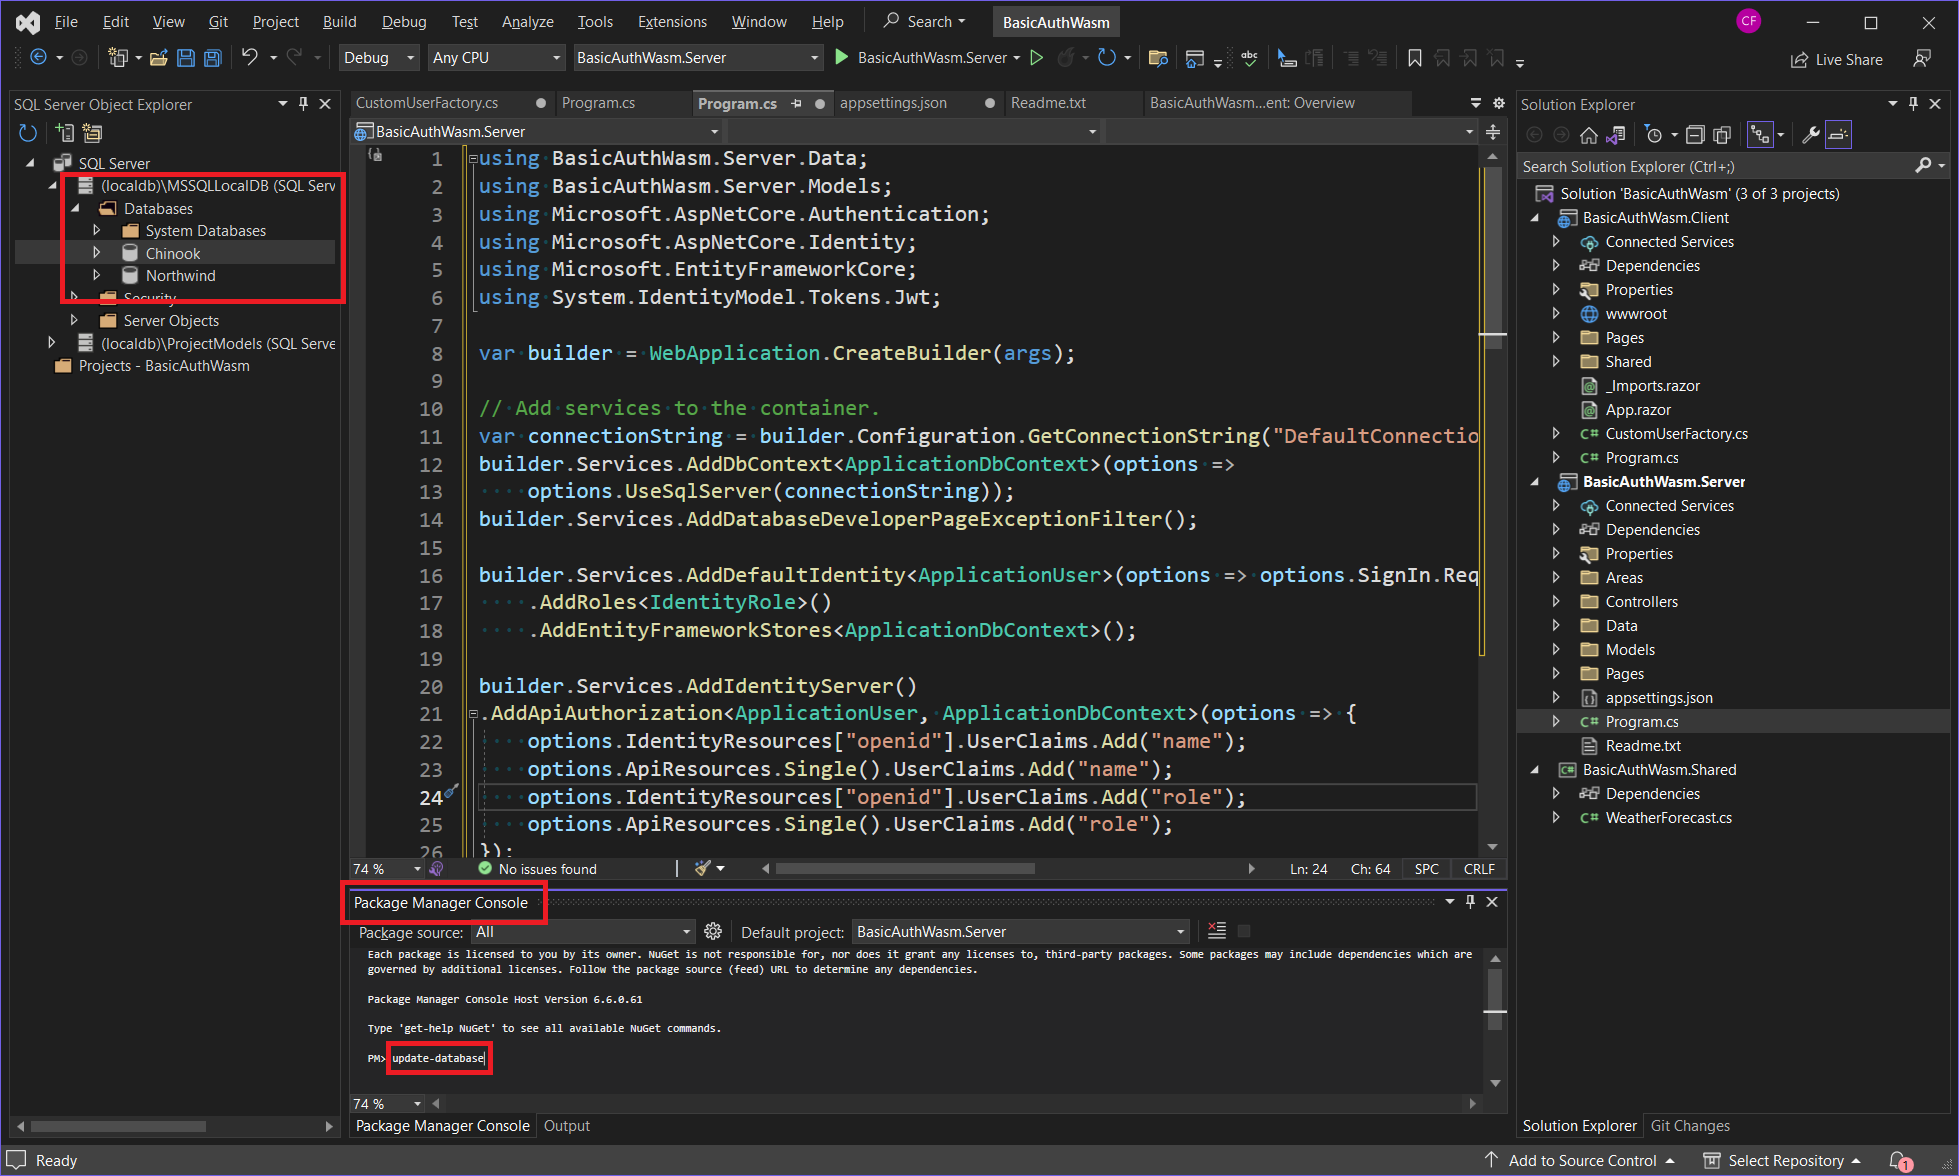 File Edit View Git Project Build Debug Test Analyze Tools Extensions Window Help Search BasicAuthWasm CF
Debug Any CPU BasicAuthWasm.Server BasicAuthWasm.Server abc Live Share
SQL Server Object Explorer
SQL Server
(localdb)\MSSQLLocalDB (SQL Serv
Databases
System Databases
Chinook
Northwind
Security
Server Objects
(localdb)\ProjectModels (SQL Serve
Projects - BasicAuthWasm
CustomUserFactory.cs Program.cs Program.cs appsettings.json Readme.txt BasicAuthWasm...ent: Overview
BasicAuthWasm.Server
1 using BasicAuthWasm.Server.Data;
2 using BasicAuthWasm.Server.Models;
3 using Microsoft.AspNetCore.Authentication;
4 using Microsoft.AspNetCore.Identity;
5 using Microsoft.EntityFrameworkCore;
6 using System.IdentityModel.Tokens.Jwt;
7
8 var builder = WebApplication.CreateBuilder(args);
9
10 // Add services to the container.
11 var connectionString = builder.Configuration.GetConnectionString("DefaultConnectio
12 builder.Services.AddDbContext<ApplicationDbContext>(options =>
13 options.UseSqlServer(connectionString));
14 builder.Services.AddDatabaseDeveloperPageExceptionFilter();
15
16 builder.Services.AddDefaultIdentity<ApplicationUser>(options => options.SignIn.Req
17 .AddRoles<IdentityRole>()
18 .AddEntityFrameworkStores<ApplicationDbContext>();
19
20 builder.Services.AddIdentityServer()
21 .AddApiAuthorization<ApplicationUser, ApplicationDbContext>(options => {
22 options.IdentityResources["openid"].UserClaims.Add("name");
23 options.ApiResources.Single().UserClaims.Add("name");
24 options.IdentityResources["openid"].UserClaims.Add("role");
25 options.ApiResources.Single().UserClaims.Add("role");
26 });
74 % No issues found Ln: 24 Ch: 64 SPC CRLF
Package Manager Console
Package source: All Default project: BasicAuthWasm.Server
Each package is licensed to you by its owner. NuGet is not responsible for, nor does it grant any licenses to, third-party packages. Some packages may include dependencies which are
governed by additional licenses. Follow the package source (feed) URL to determine any dependencies.
Package Manager Console Host Version 6.6.0.61
Type 'get-help NuGet' to see all available NuGet commands.
PM> update-database
74 %
Package Manager Console Output
Solution Explorer
Search Solution Explorer (Ctrl+;)
Solution 'BasicAuthWasm' (3 of 3 projects)
BasicAuthWasm.Client
Connected Services
Dependencies
Properties
wwwroot
Pages
Shared
_Imports.razor
App.razor
C# CustomUserFactory.cs
C# Program.cs
BasicAuthWasm.Server
Connected Services
Dependencies
Properties
Areas
Controllers
Data
Models
Pages
appsettings.json
C# Program.cs
Readme.txt
C# BasicAuthWasm.Shared
Dependencies
C# WeatherForecast.cs
Solution Explorer Git Changes
Ready Add to Source Control Select Repository 1